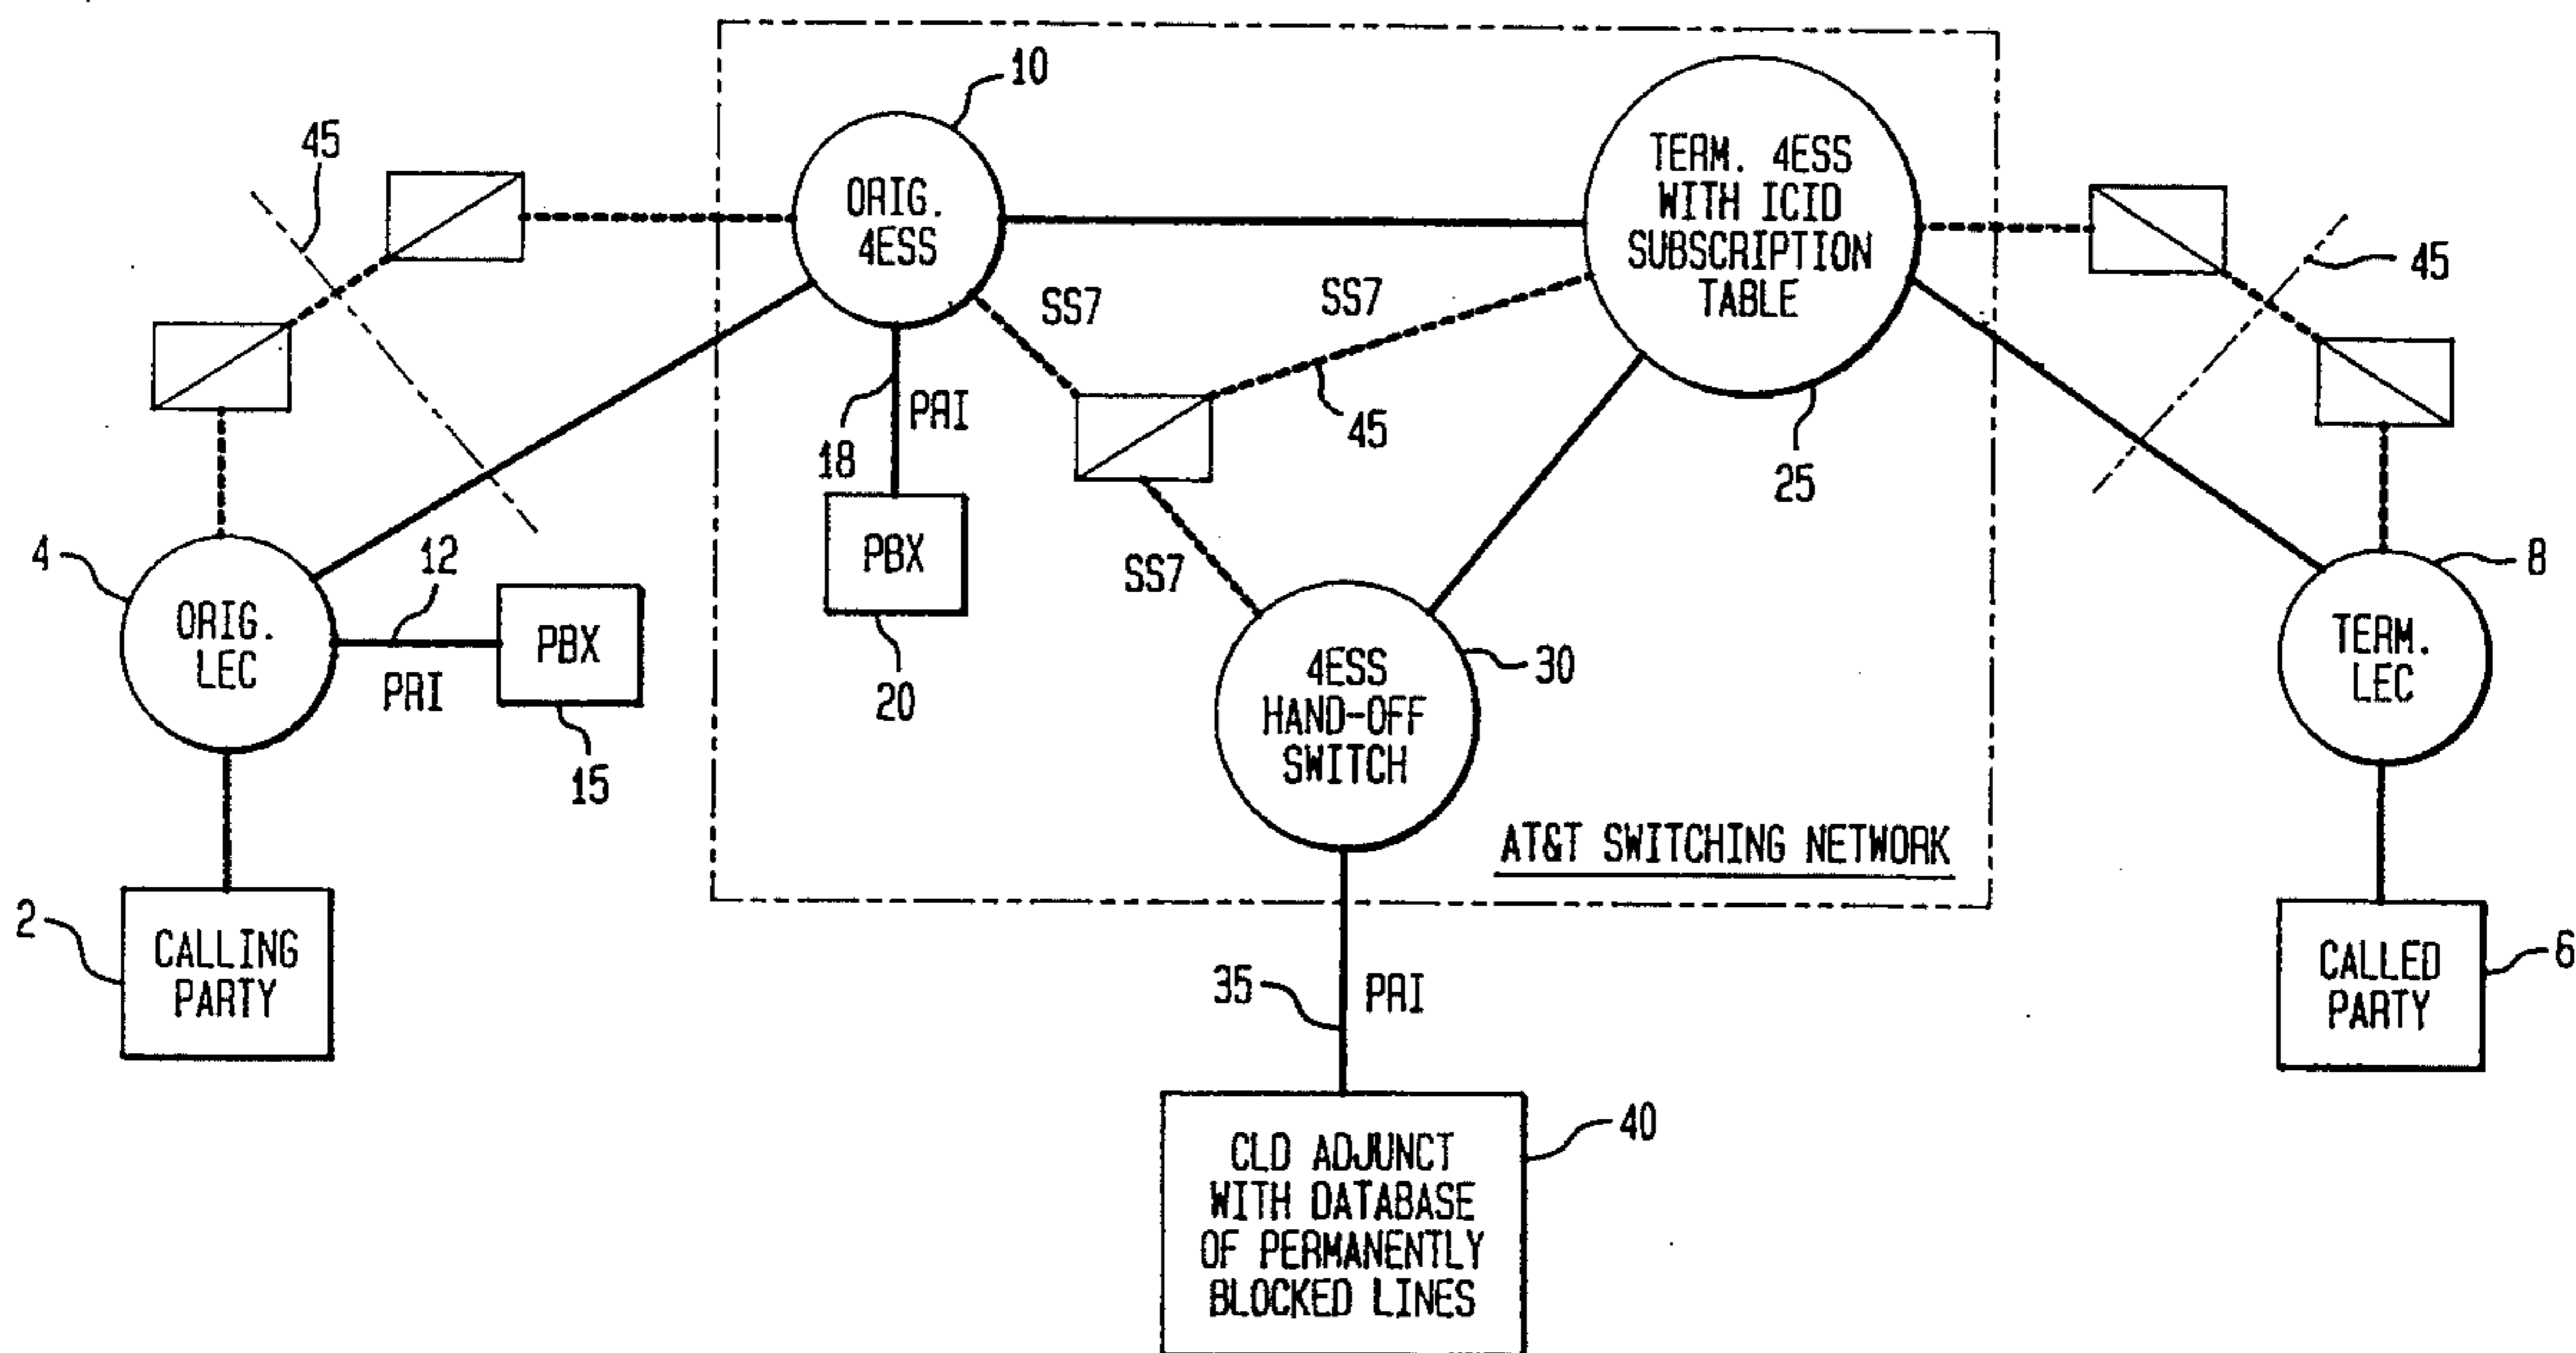 10
45
ORIG.
4ESS
TERM. 4ESS
WITH ICID
SUBSCRIPTION
TABLE
45
SS7
SS7
18
PRI
45
25
4
12
PBX
20
SS7
8
ORIG.
LEC
PRI
PBX
15
4ESS
HAND-OFF
SWITCH
30
TERM.
LEC
AT&T SWITCHING NETWORK
2
CALLING
PARTY
35
PRI
CALLED
PARTY
6
CLD ADJUNCT
WITH DATABASE
OF PERMANENTLY
BLOCKED LINES
40